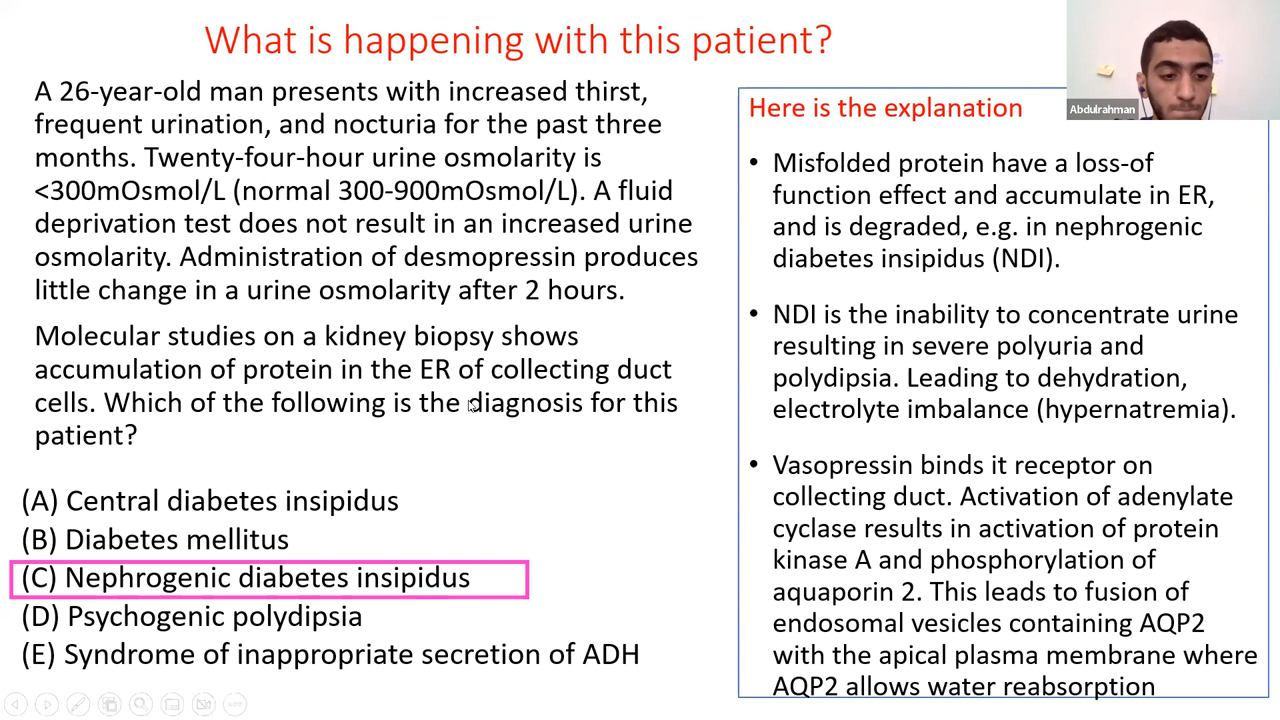 What is happening with this patient?
A 26-year-old man presents with increased thirst,
frequent urination, and nocturia for the past three
months. Twenty-four-hour urine osmolarity is
<300mOsmol/L (normal 300-900mOsmol/L). A fluid
deprivation test does not result in an increased urine
osmolarity. Administration of desmopressin produces
little change in a urine osmolarity after 2 hours.
Molecular studies on a kidney biopsy shows
accumulation of protein in the ER of collecting duct
cells. Which of the following is the diagnosis for this
patient?
(A) Central diabetes insipidus
(B) Diabetes mellitus
(C) Nephrogenic diabetes insipidus
(D) Psychogenic polydipsia
(E) Syndrome of inappropriate secretion of ADH
Abdulrahman
Here is the explanation
• Misfolded protein have a loss-of
function effect and accumulate in ER,
and is degraded, e.g. in nephrogenic
diabetes insipidus (NDI).
• NDI is the inability to concentrate urine
resulting in severe polyuria and
polydipsia. Leading to dehydration,
electrolyte imbalance (hypernatremia).
• Vasopressin binds it receptor on
collecting duct. Activation of adenylate
cyclase results in activation of protein
kinase A and phosphorylation of
aquaporin 2. This leads to fusion of
endosomal vesicles containing AQP2
with the apical plasma membrane where
AQP2 allows water reabsorption